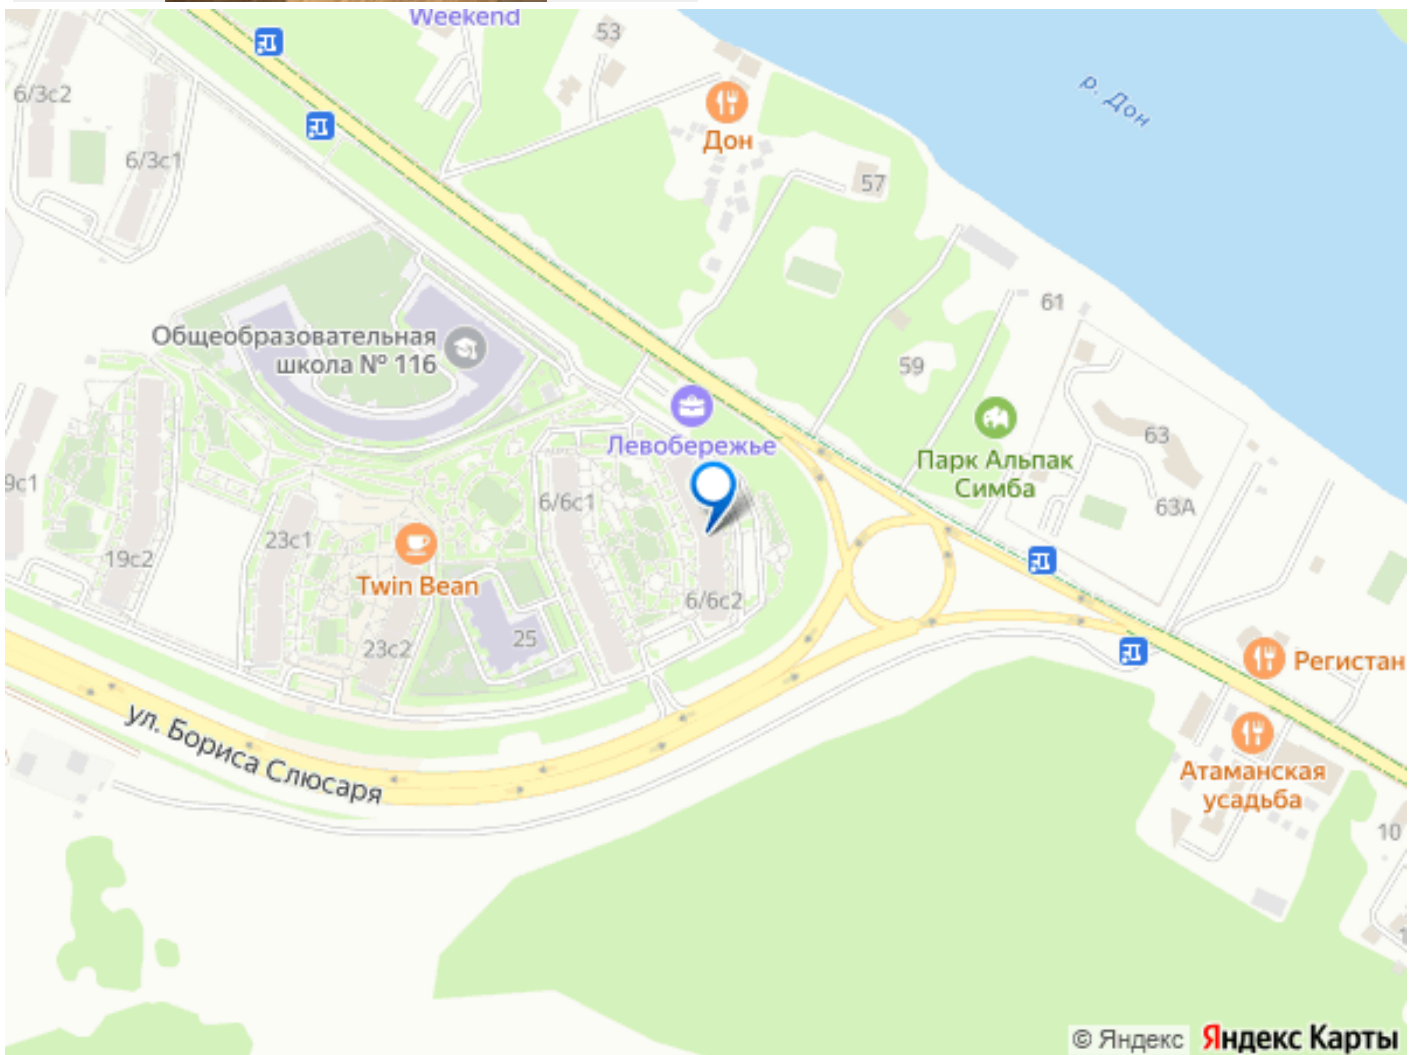 Weekend
53
6/3с2
р. Дон
Дон
6/3с1
57
61
Общеобразовательная
школа № 116
59
63
Левобережье
Парк Альпак
Симба
9с1
6/6с1
63А
23с1
19с2
Twin Bean
6/6с2
25
23с2
Регистан
ул. Бориса Слюсаря
Атаманская
усадьба
10
© Яндекс Яндекс Карты